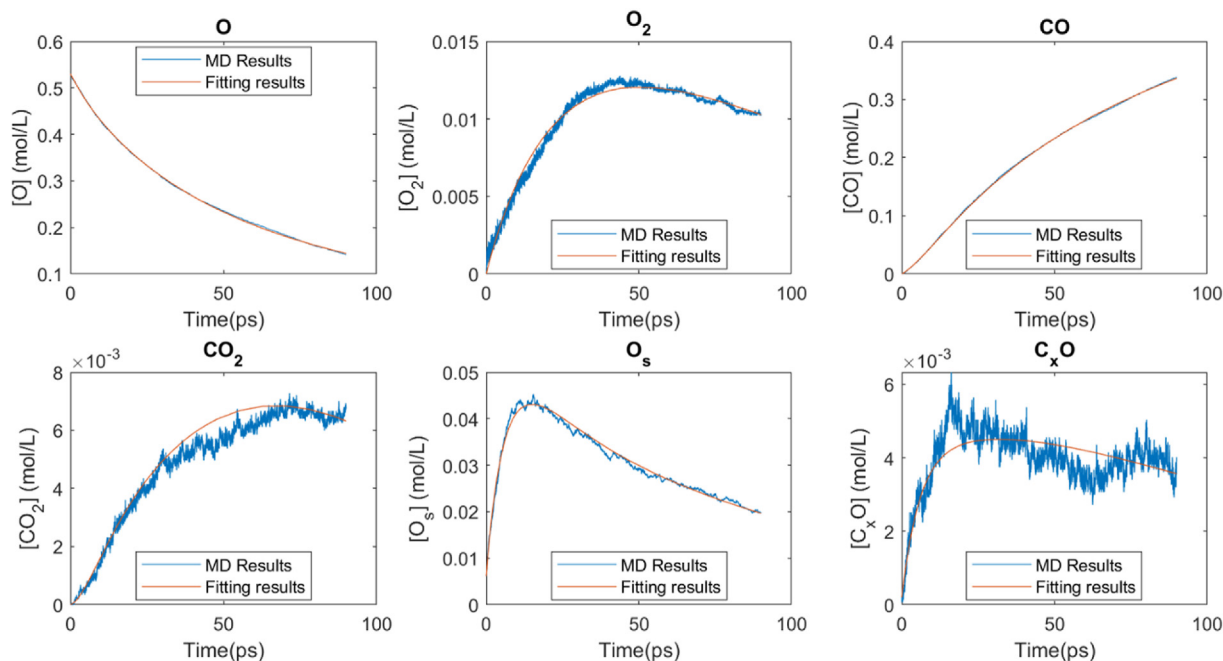 O
0.6
0.5
0.4
0.3
0.2
0.1
[O] (mol/L)
MD Results
Fitting results
0 50 100
Time(ps)
O₂
0.015
0.01
0.005
0
[O₂] (mol/L)
MD Results
Fitting results
0 50 100
Time(ps)
CO
0.4
0.3
0.2
0.1
0
[CO] (mol/L)
MD Results
Fitting results
0 50 100
Time(ps)
CO₂
×10⁻³
8
6
4
2
0
[CO₂] (mol/L)
MD Results
Fitting results
0 50 100
Time(ps)
Oₛ
0.05
0.04
0.03
0.02
0.01
0
[Oₛ] (mol/L)
MD Results
Fitting results
0 50 100
Time(ps)
CₓO
×10⁻³
6
4
2
0
[CₓO] (mol/L)
MD Results
Fitting results
0 50 100
Time(ps)